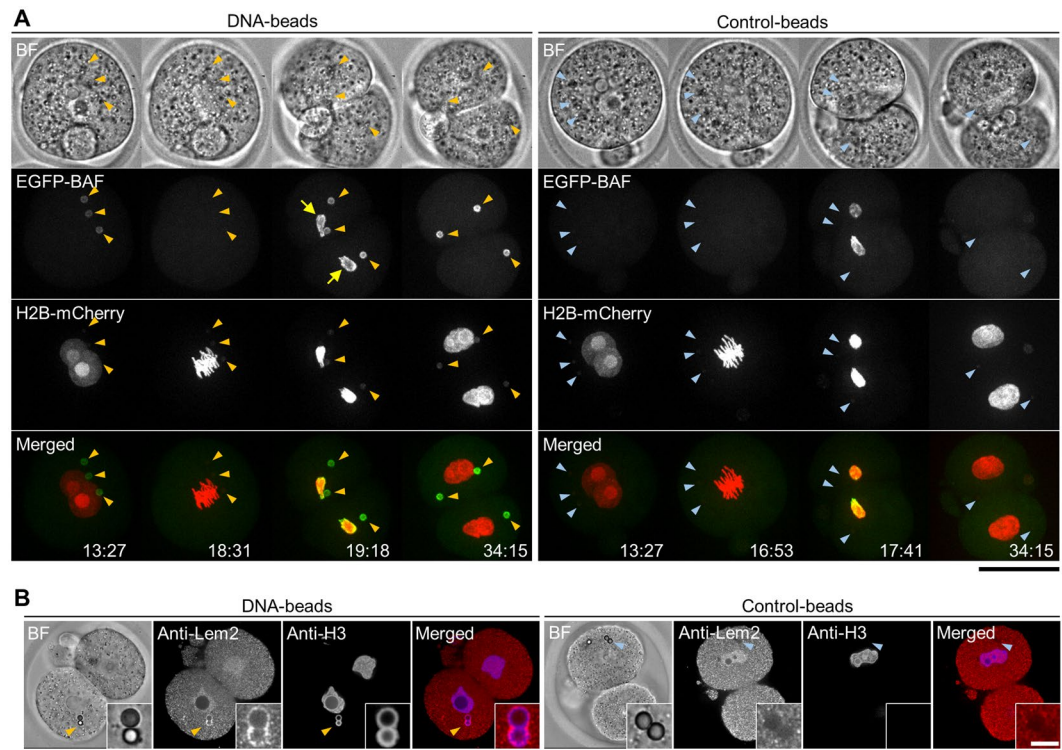 A
DNA-beads
Control-beads
BF
BF
EGFP-BAF
EGFP-BAF
H2B-mCherry
H2B-mCherry
Merged
Merged
13:27 18:31 19:18 34:15
13:27 16:53 17:41 34:15
B
DNA-beads
Control-beads
BF Anti-Lem2 Anti-H3 Merged
BF Anti-Lem2 Anti-H3 Merged